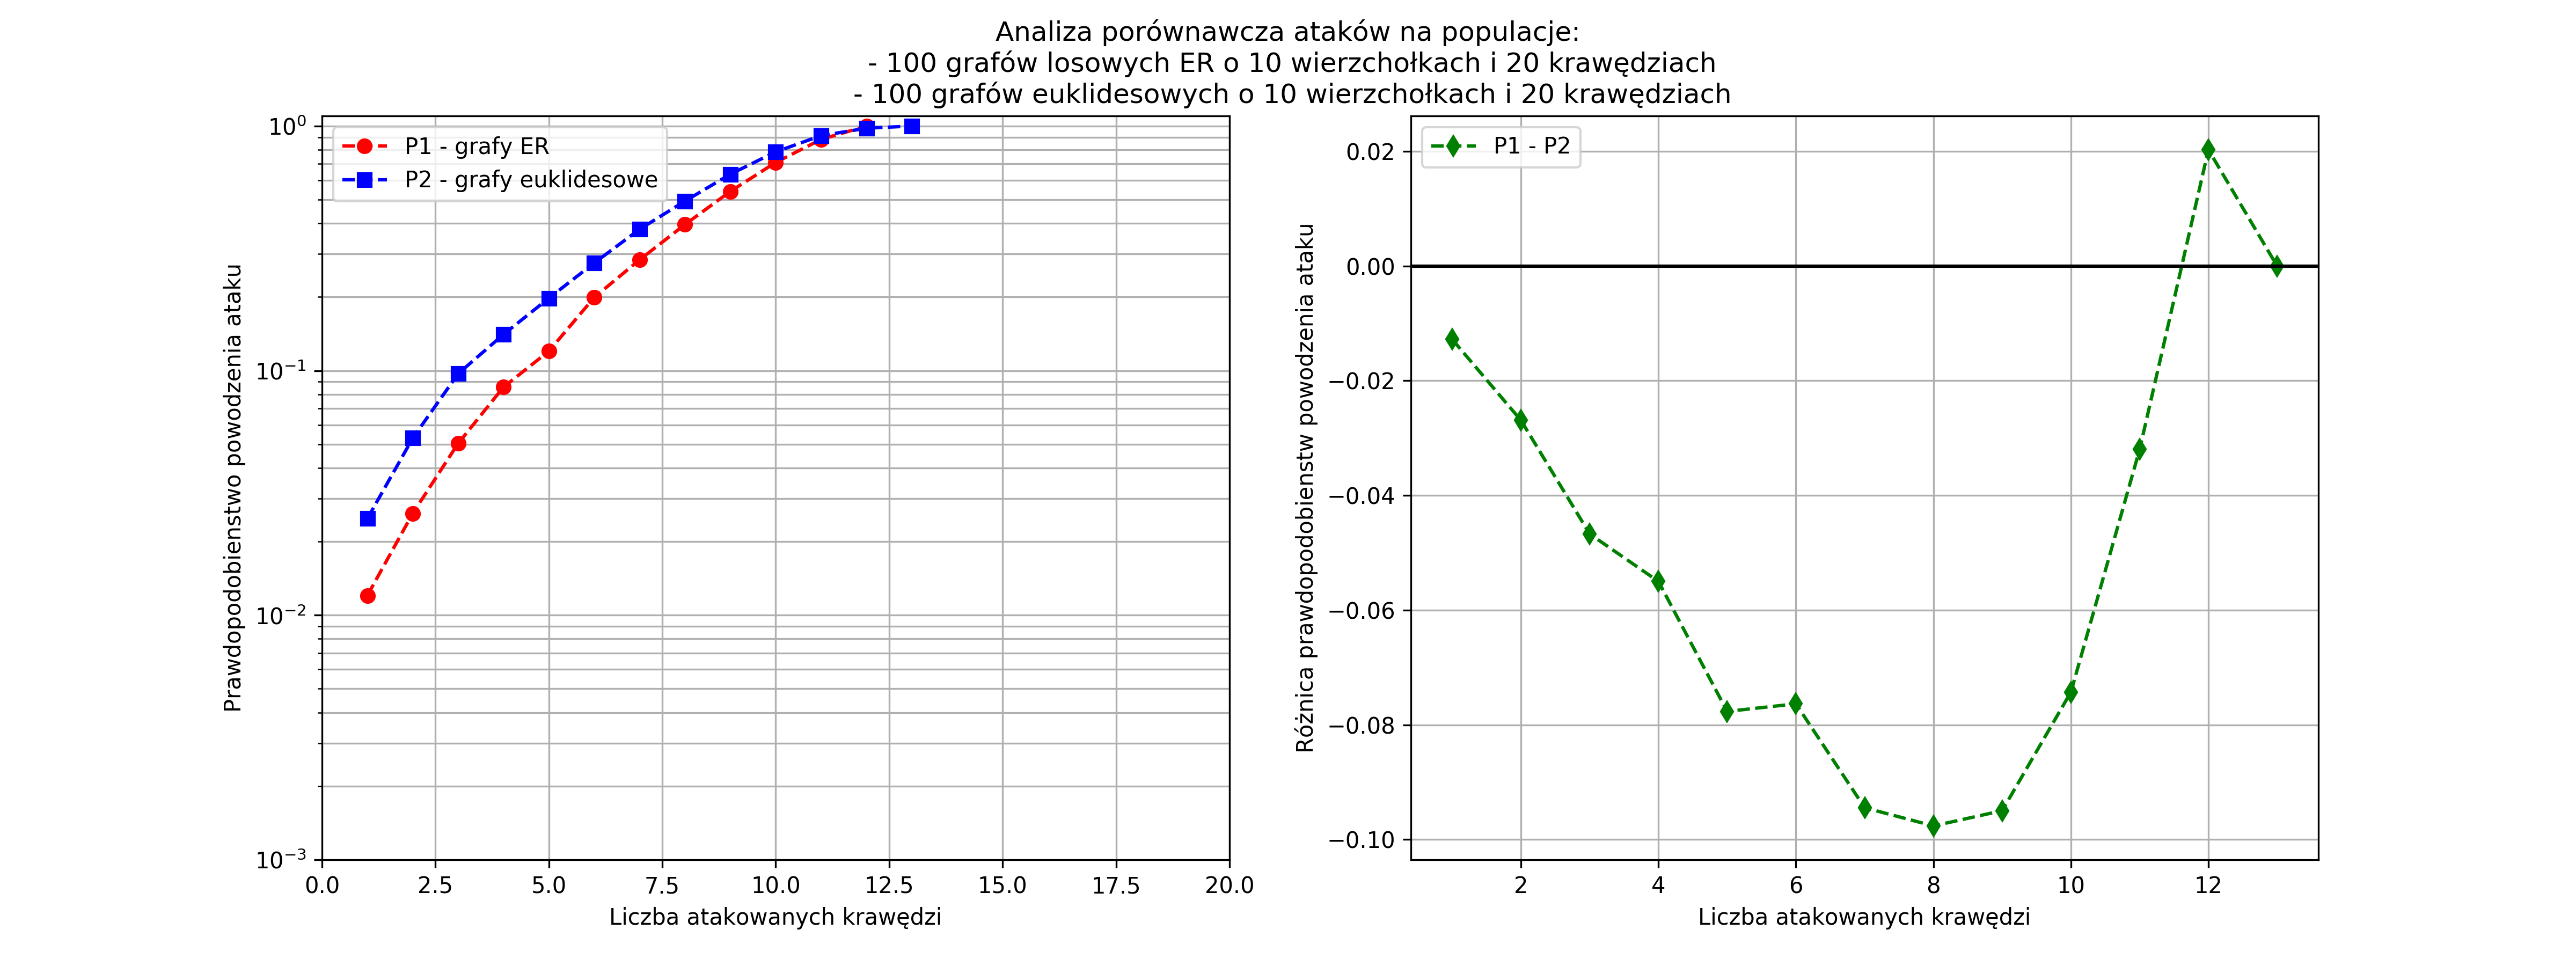 Analiza porównawcza ataków na populacje:
- 100 grafów losowych ER o 10 wierzchołkach i 20 krawędziach
- 100 grafów euklidesowych o 10 wierzchołkach i 20 krawędziach
P1 - grafy ER
P2 - grafy euklidesowe
Prawdopodobienstwo powodzenia ataku
10⁰
10⁻¹
10⁻²
10⁻³
0.0 2.5 5.0 7.5 10.0 12.5 15.0 17.5 20.0
Liczba atakowanych krawędzi
P1 - P2
Różnica prawdopodobienstw powodzenia ataku
0.02
0.00
−0.02
−0.04
−0.06
−0.08
−0.10
2 4 6 8 10 12
Liczba atakowanych krawędzi